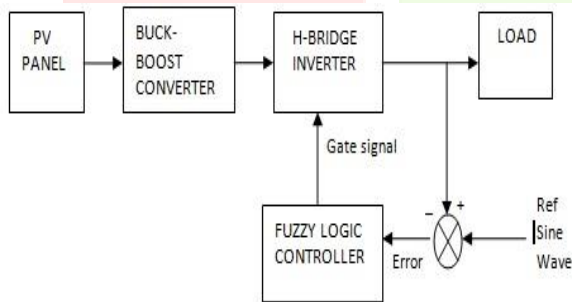 PV
PANEL
BUCK-
BOOST
CONVERTER
H-BRIDGE
INVERTER
LOAD
Gate signal
FUZZY LOGIC
CONTROLLER
Error
− +
Ref
Sine
Wave